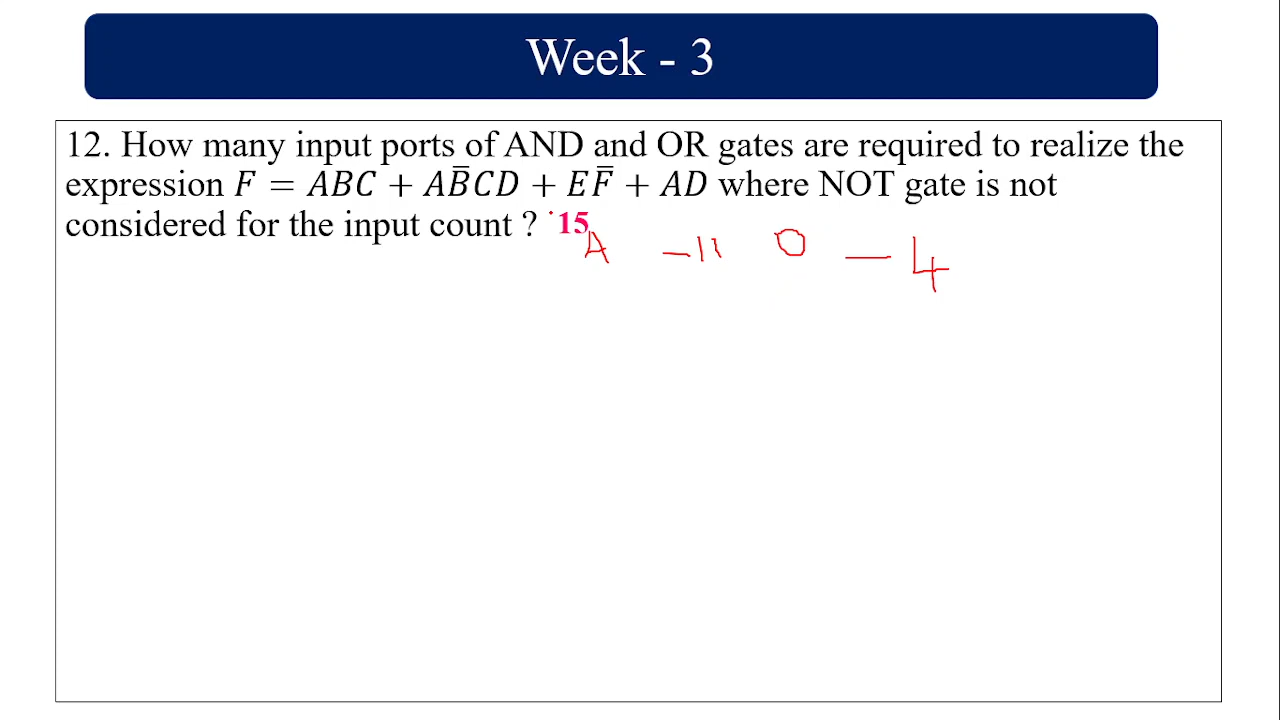 Week - 3
12. How many input ports of AND and OR gates are required to realize the
expression F = ABC + AB̅CD + EF̅ + AD where NOT gate is not
considered for the input count ? 15
A - 11 O - 4